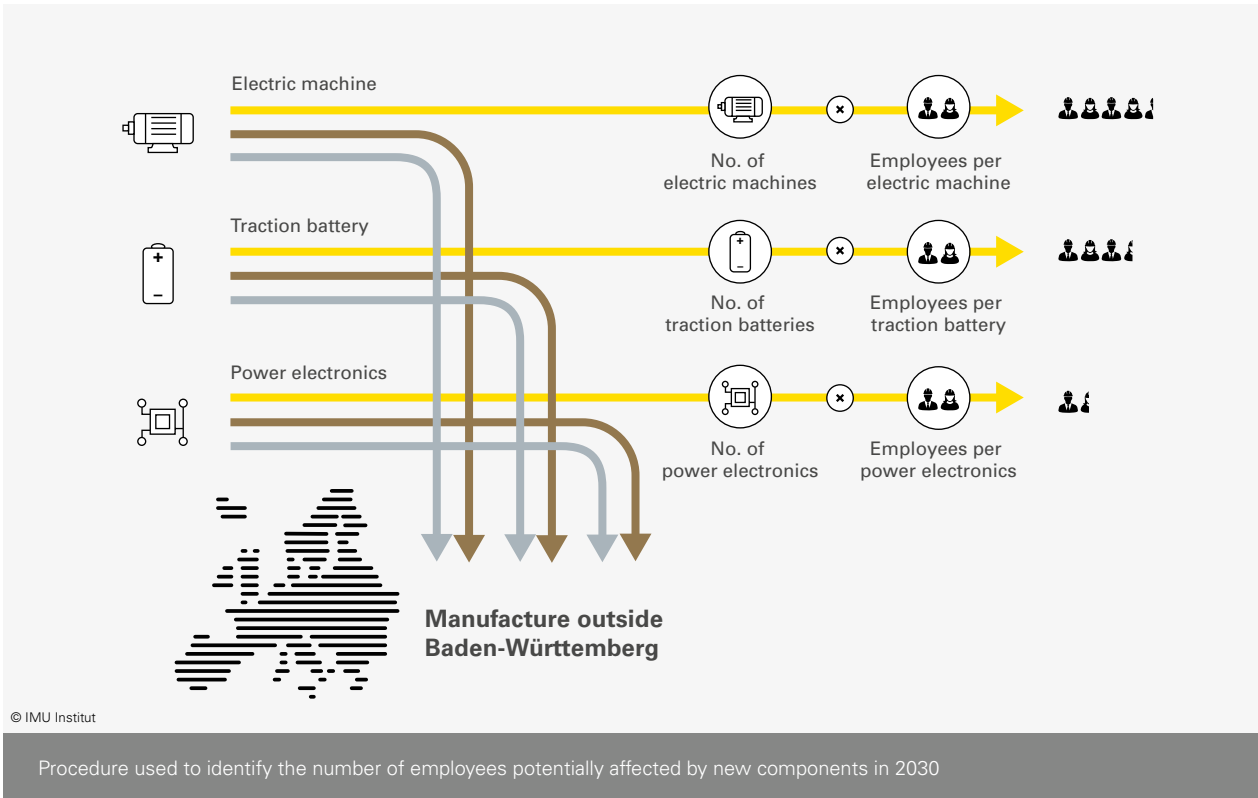 Electric machine
No. of
electric machines
×
Employees per
electric machine
Traction battery
+
−
+
−
No. of
traction batteries
×
Employees per
traction battery
Power electronics
No. of
power electronics
×
Employees per
power electronics
Manufacture outside
Baden-Württemberg
© IMU Institut
Procedure used to identify the number of employees potentially affected by new components in 2030